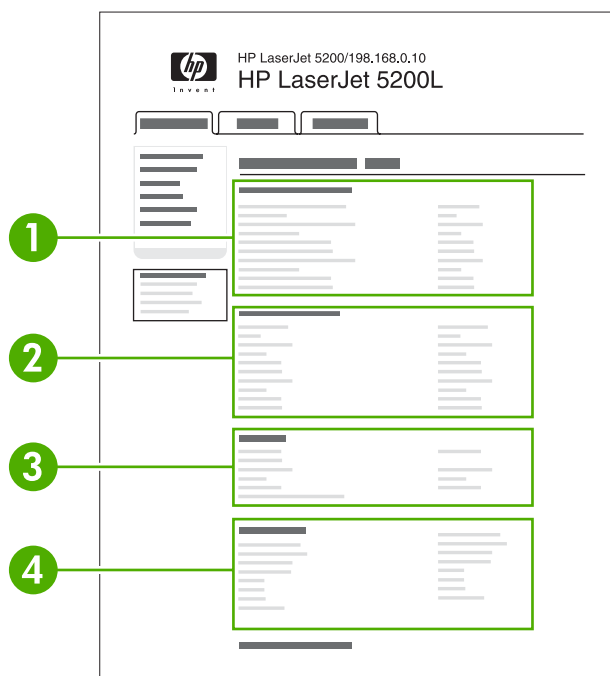 hp
invent
HP LaserJet 5200/198.168.0.10
HP LaserJet 5200L
1
2
3
4